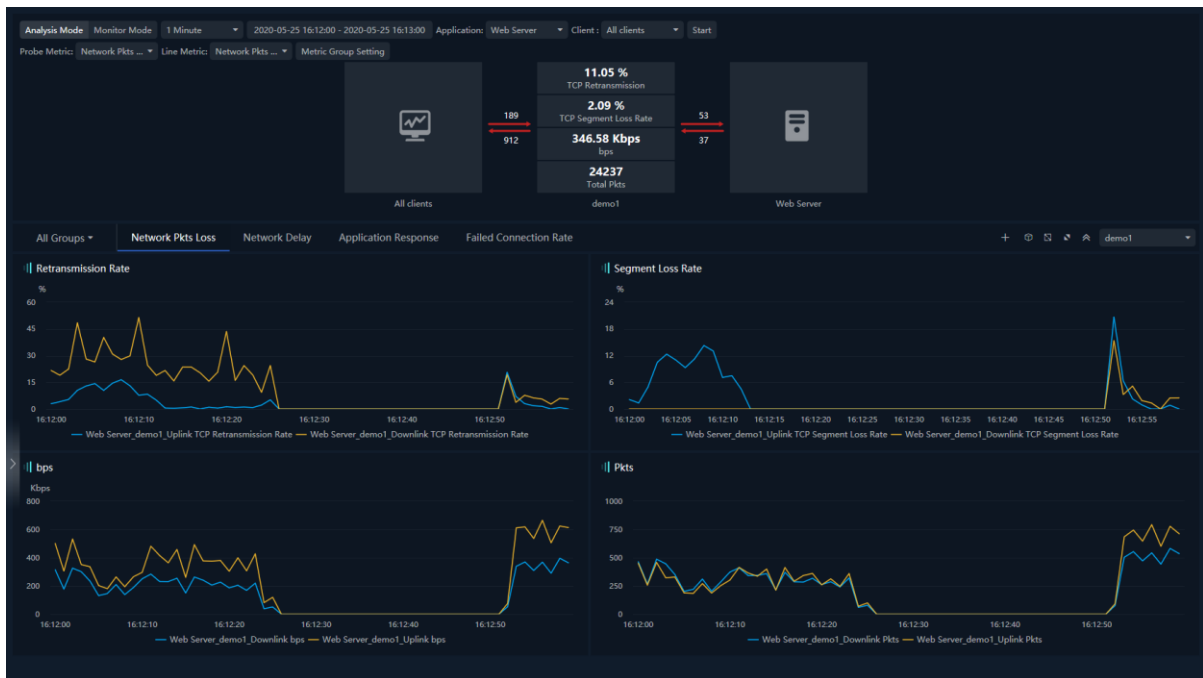 Analysis Mode Monitor Mode 1 Minute 2020-05-25 16:12:00 - 2020-05-25 16:13:00 Application: Web Server Client : All clients Start
Probe Metric: Network Pkts ... Line Metric: Network Pkts ... Metric Group Setting
11.05 %
TCP Retransmission
189 2.09 % 53
TCP Segment Loss Rate
912 346.58 Kbps 37
bps
24237
Total Pkts
All clients demo1 Web Server
All Groups Network Pkts Loss Network Delay Application Response Failed Connection Rate demo1
Retransmission Rate
%
60
45
30
15
0
16:12:00 16:12:10 16:12:20 16:12:30 16:12:40 16:12:50
Web Server_demo1_Uplink TCP Retransmission Rate Web Server_demo1_Downlink TCP Retransmission Rate
Segment Loss Rate
%
24
18
12
6
0
16:12:00 16:12:05 16:12:10 16:12:15 16:12:20 16:12:25 16:12:30 16:12:35 16:12:40 16:12:45 16:12:50 16:12:55
Web Server_demo1_Uplink TCP Segment Loss Rate Web Server_demo1_Downlink TCP Segment Loss Rate
bps
Kbps
800
600
400
200
0
16:12:00 16:12:10 16:12:20 16:12:30 16:12:40 16:12:50
Web Server_demo1_Downlink bps Web Server_demo1_Uplink bps
Pkts
1000
750
500
250
0
16:12:00 16:12:10 16:12:20 16:12:30 16:12:40 16:12:50
Web Server_demo1_Downlink Pkts Web Server_demo1_Uplink Pkts